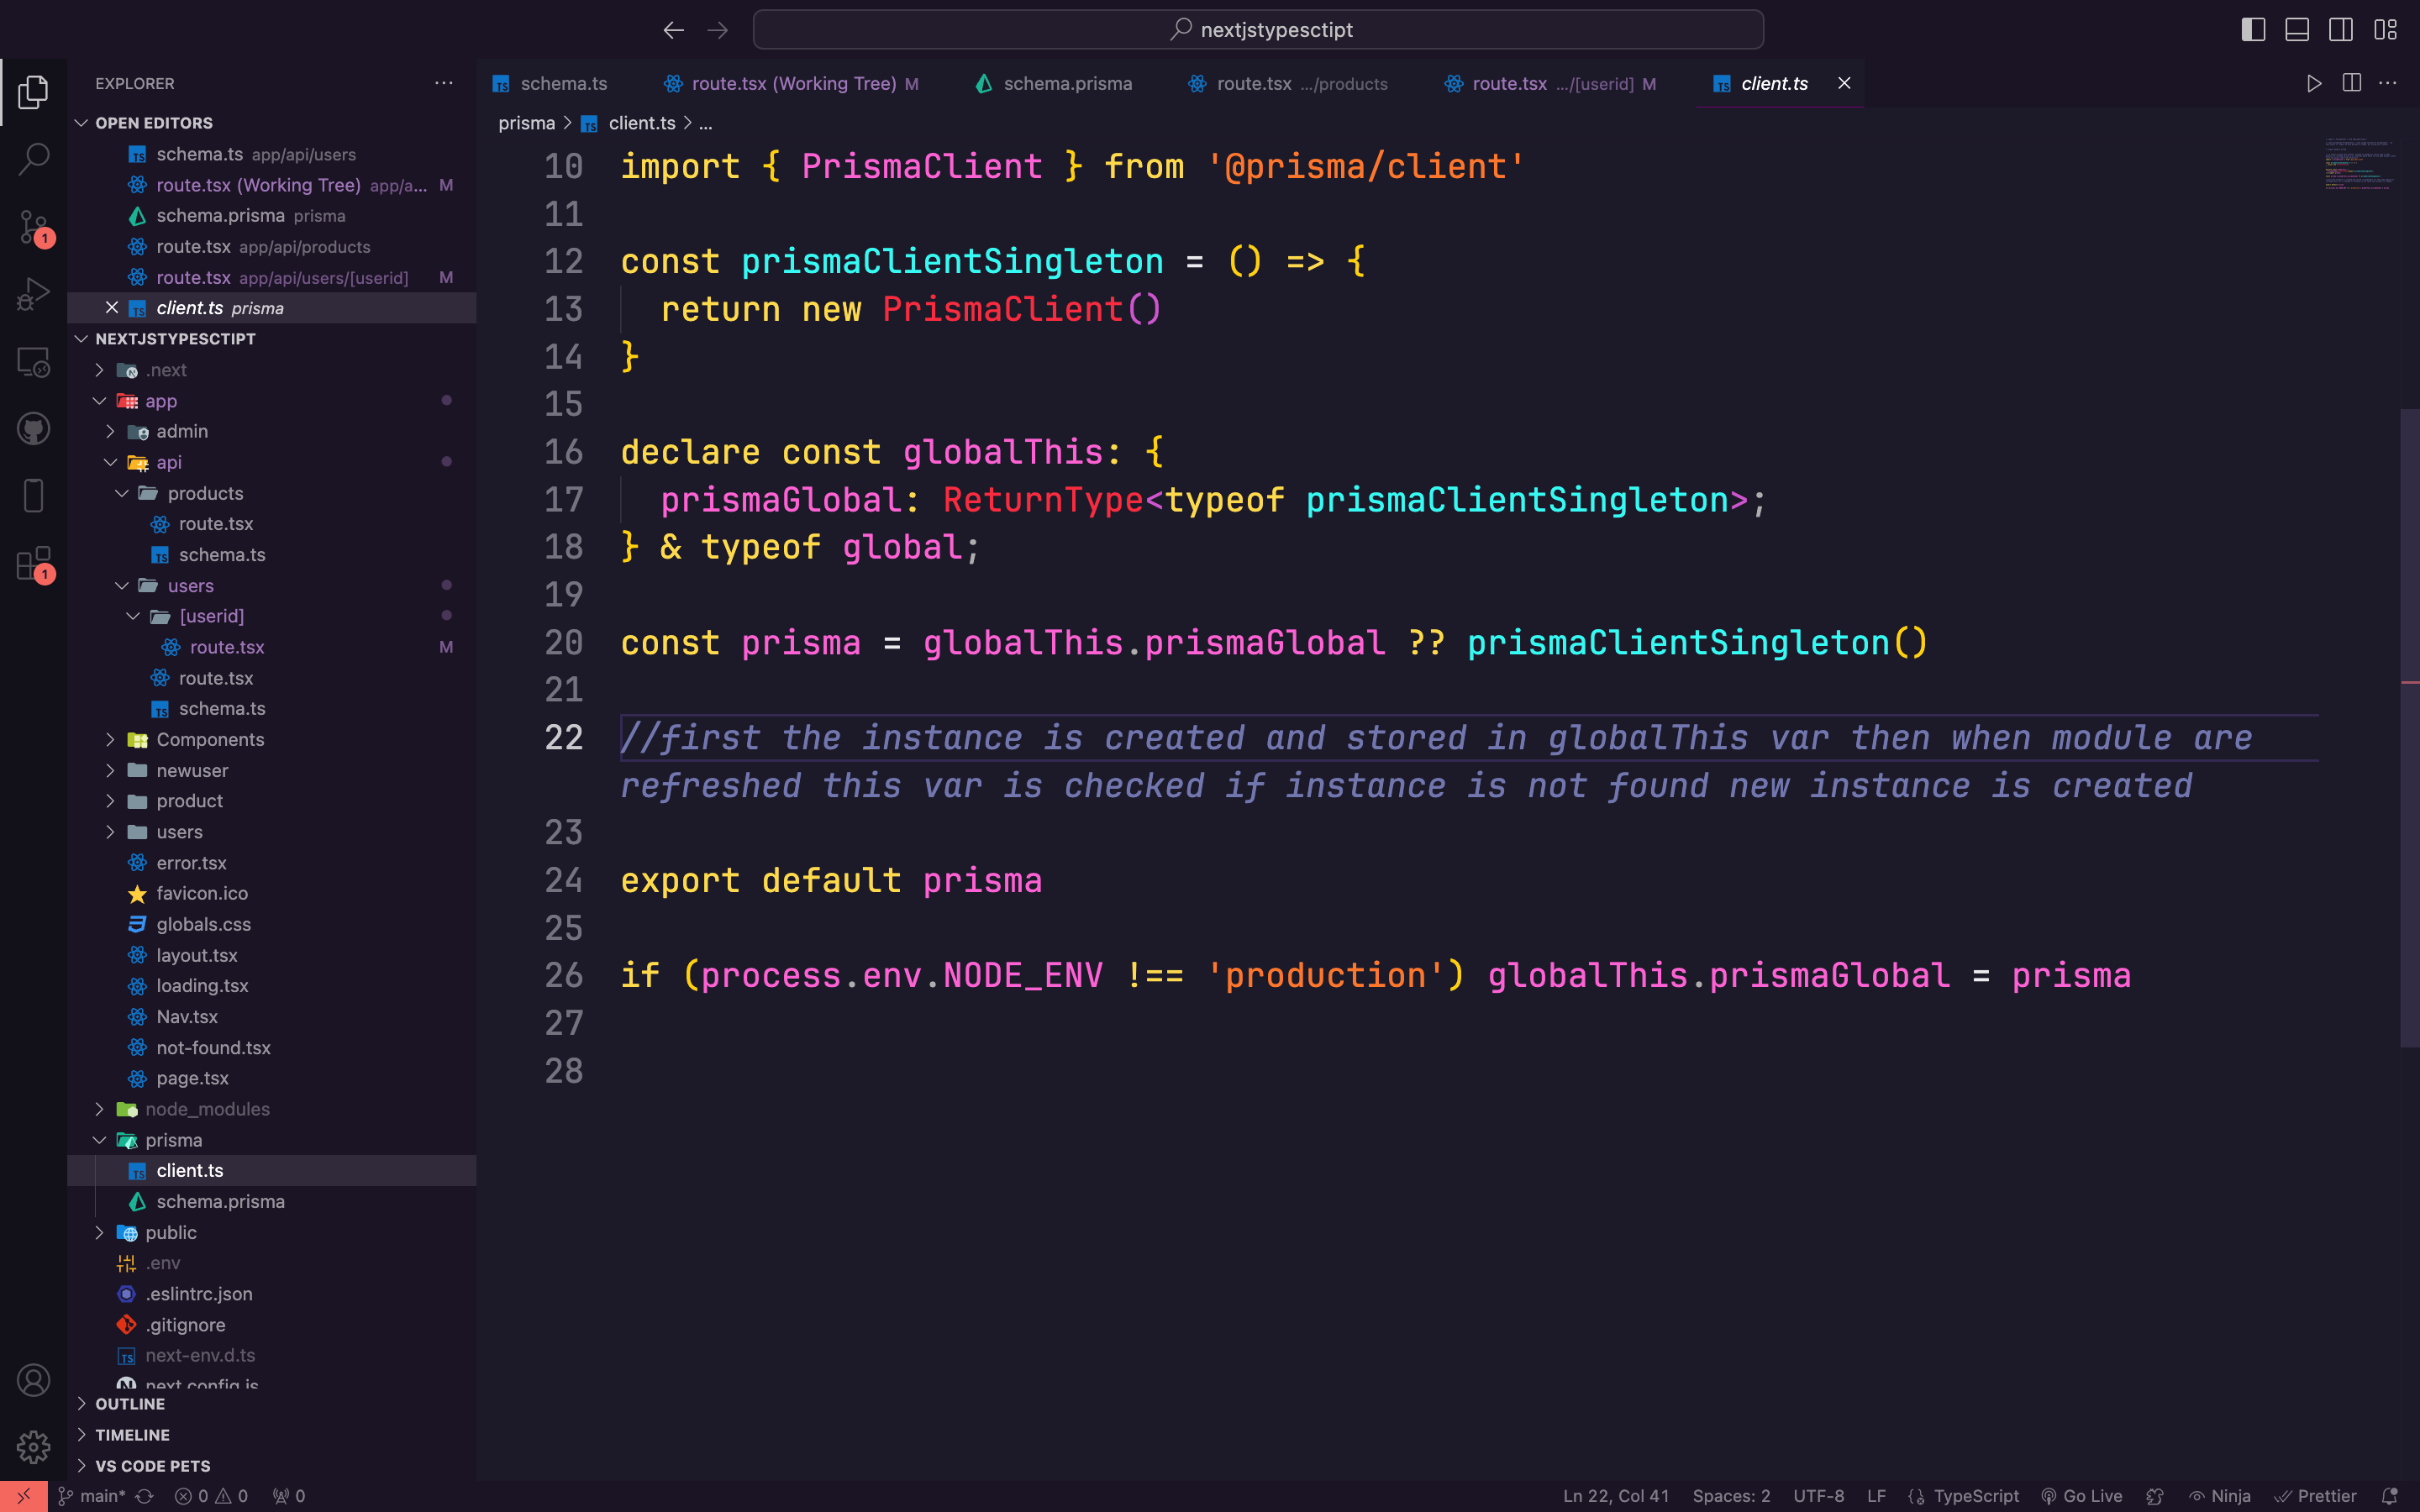 nextjstypesctipt
EXPLORER
OPEN EDITORS
schema.ts app/api/users
route.tsx (Working Tree) app/a... M
schema.prisma prisma
route.tsx app/api/products
route.tsx app/api/users/[userid] M
client.ts prisma
NEXTJSTYPESCTIPT
.next
app
admin
api
products
route.tsx
schema.ts
users
[userid]
route.tsx M
route.tsx
schema.ts
Components
newuser
product
users
error.tsx
favicon.ico
globals.css
layout.tsx
loading.tsx
Nav.tsx
not-found.tsx
page.tsx
node_modules
prisma
client.ts
schema.prisma
public
.env
.eslintrc.json
.gitignore
next-env.d.ts
next.config.js
OUTLINE
TIMELINE
VS CODE PETS
1
1
schema.ts route.tsx (Working Tree) M schema.prisma route.tsx .../products route.tsx .../[userid] M client.ts
prisma > client.ts > ...
10 import { PrismaClient } from '@prisma/client'
11
12 const prismaClientSingleton = () => {
13 return new PrismaClient()
14 }
15
16 declare const globalThis: {
17 prismaGlobal: ReturnType<typeof prismaClientSingleton>;
18 } & typeof global;
19
20 const prisma = globalThis.prismaGlobal ?? prismaClientSingleton()
21
22 //first the instance is created and stored in globalThis var then when module are
refreshed this var is checked if instance is not found new instance is created
23
24 export default prisma
25
26 if (process.env.NODE_ENV !== 'production') globalThis.prismaGlobal = prisma
27
28
main* 0 0 0 Ln 22, Col 41 Spaces: 2 UTF-8 LF TypeScript Go Live Ninja Prettier